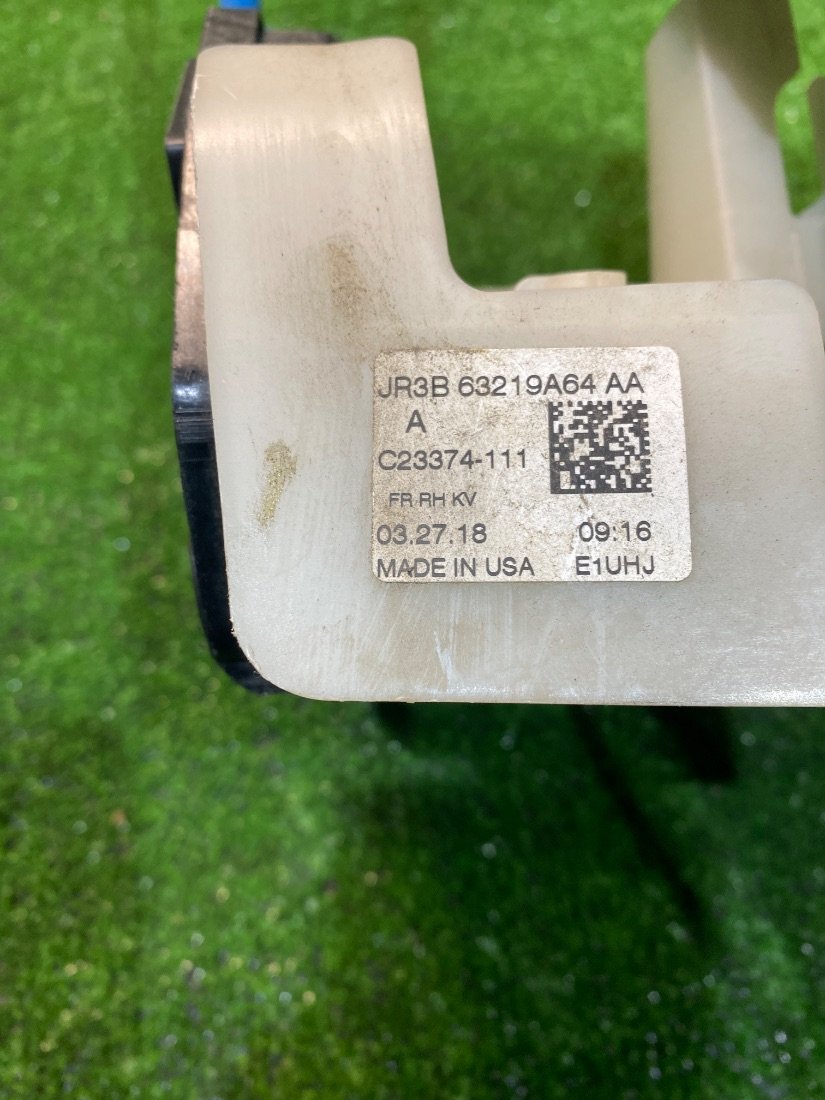 JR3B 63219A64 AA
A
C23374-111
FR RH KV
03.27.18 09:16
MADE IN USA E1UHJ